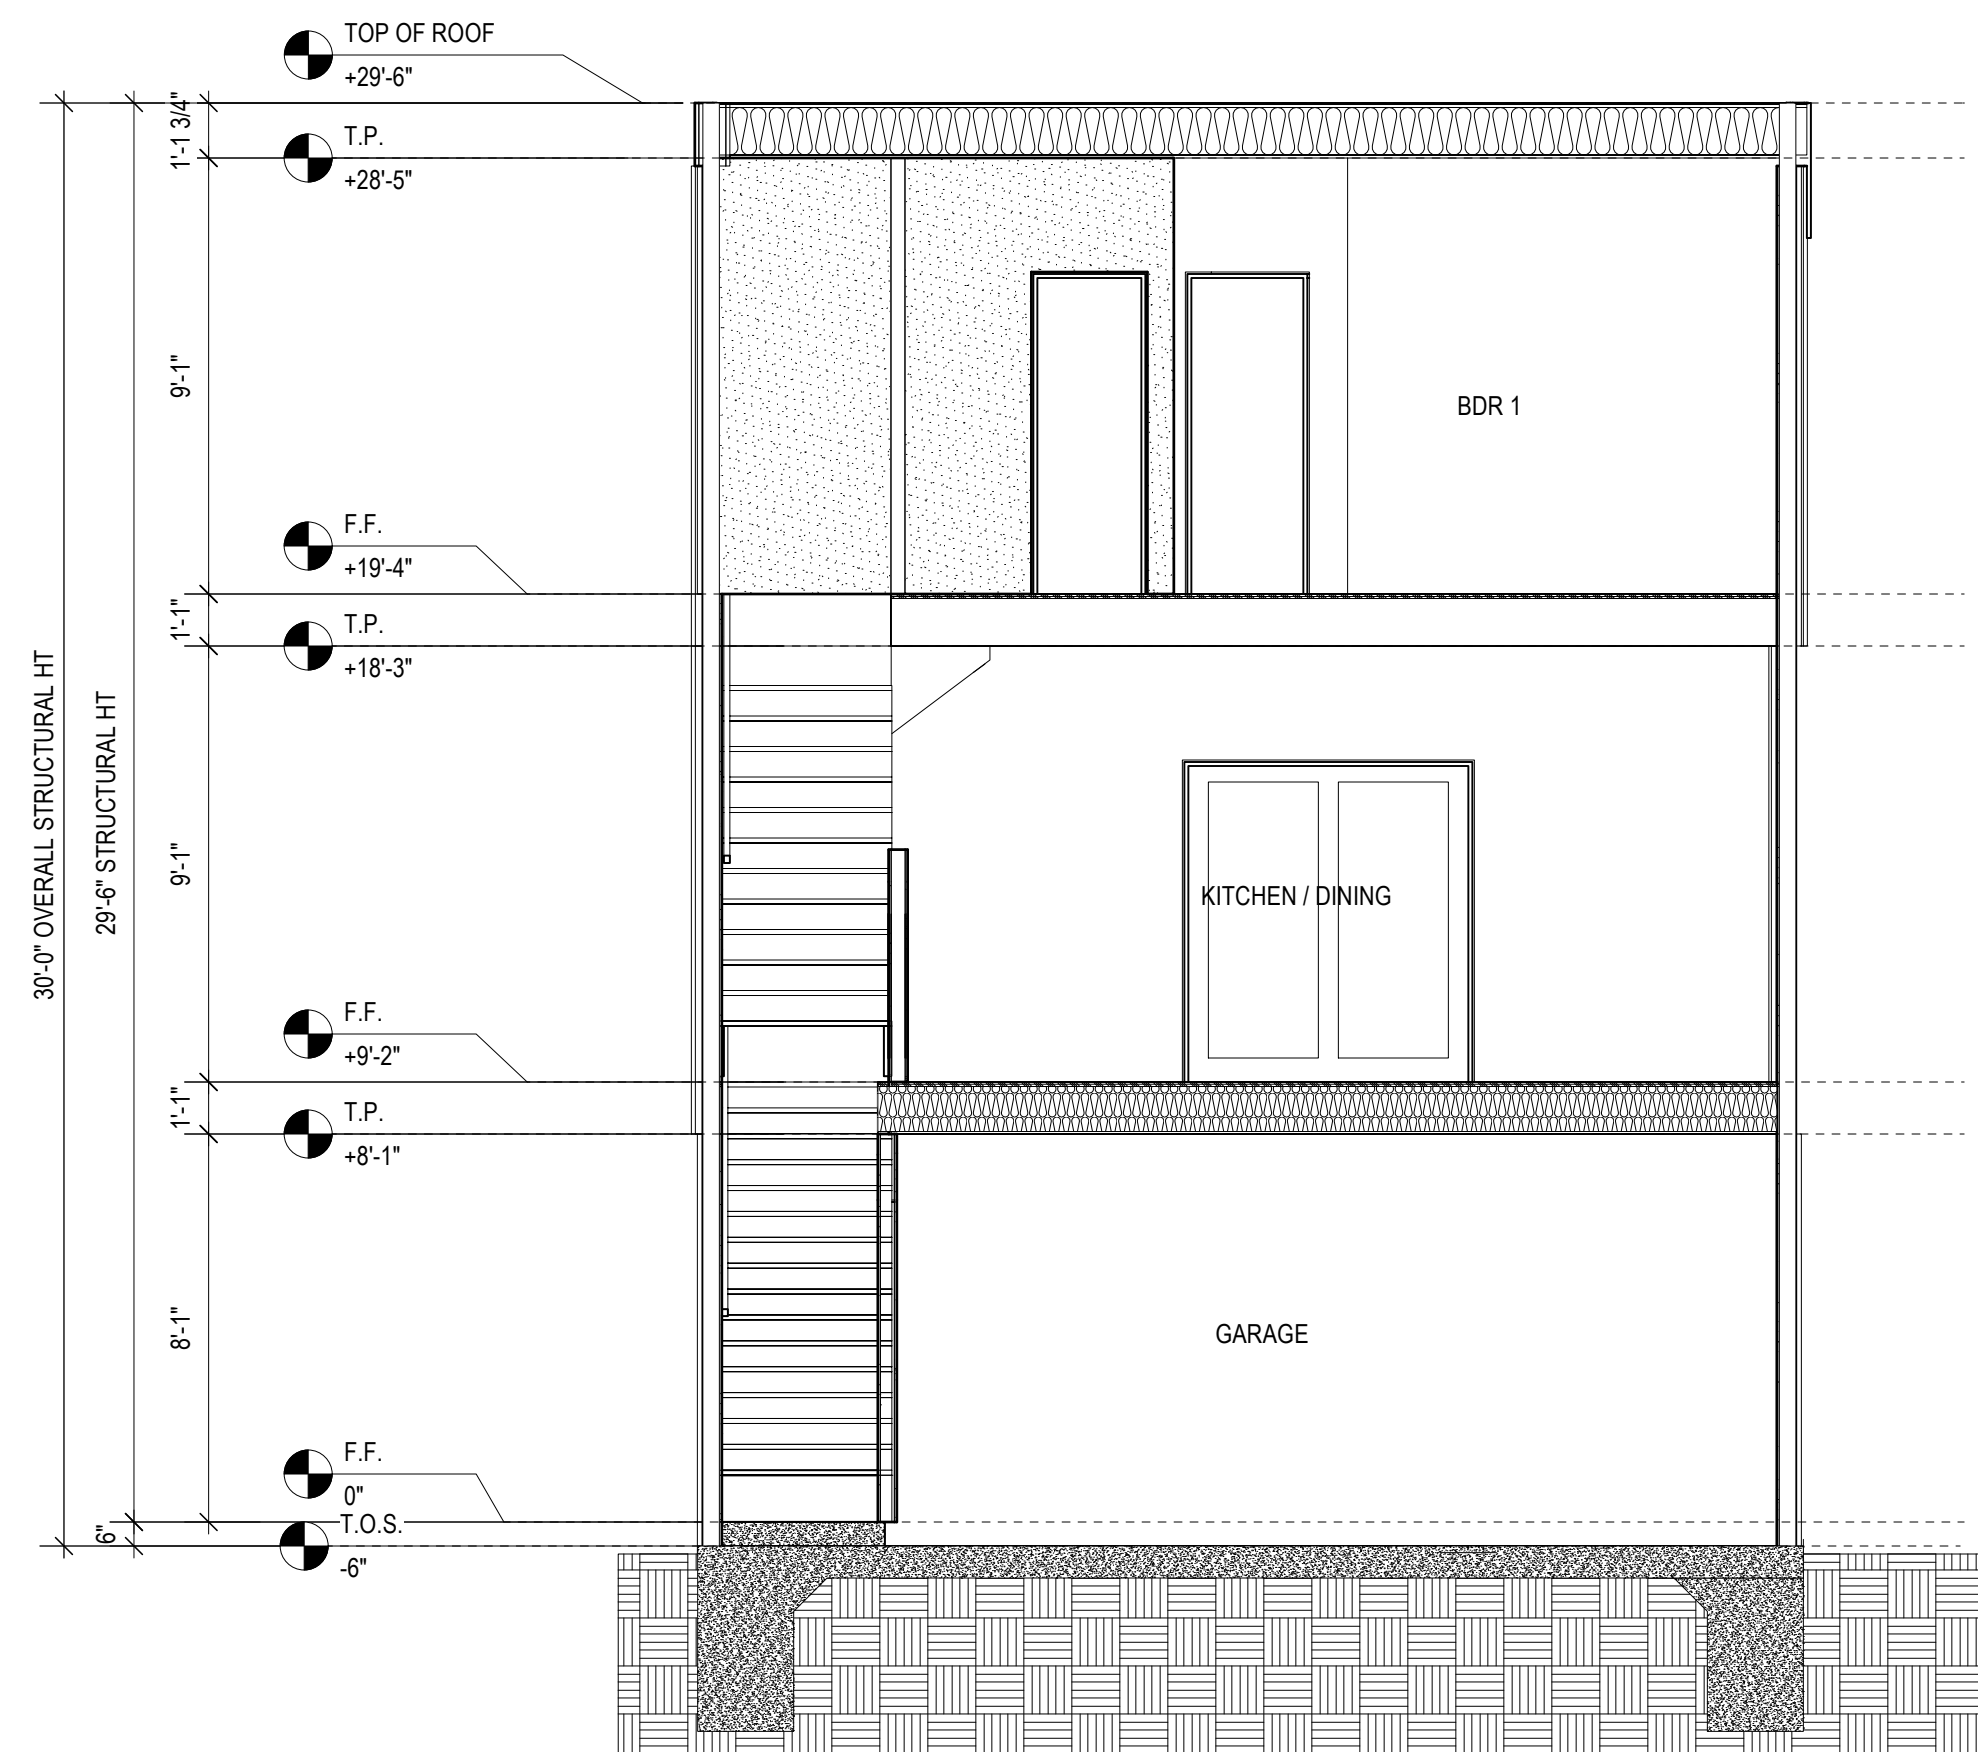 TOP OF ROOF
+29'-6"
1'-1 3/4"
T.P.
+28'-5"
9'-1"
BDR 1
F.F.
+19'-4"
1'-1"
T.P.
+18'-3"
30'-0" OVERALL STRUCTURAL HT
29'-6" STRUCTURAL HT
9'-1"
KITCHEN / DINING
F.F.
+9'-2"
1'-1"
T.P.
+8'-1"
8'-1"
GARAGE
F.F.
0"
6"
T.O.S.
-6"